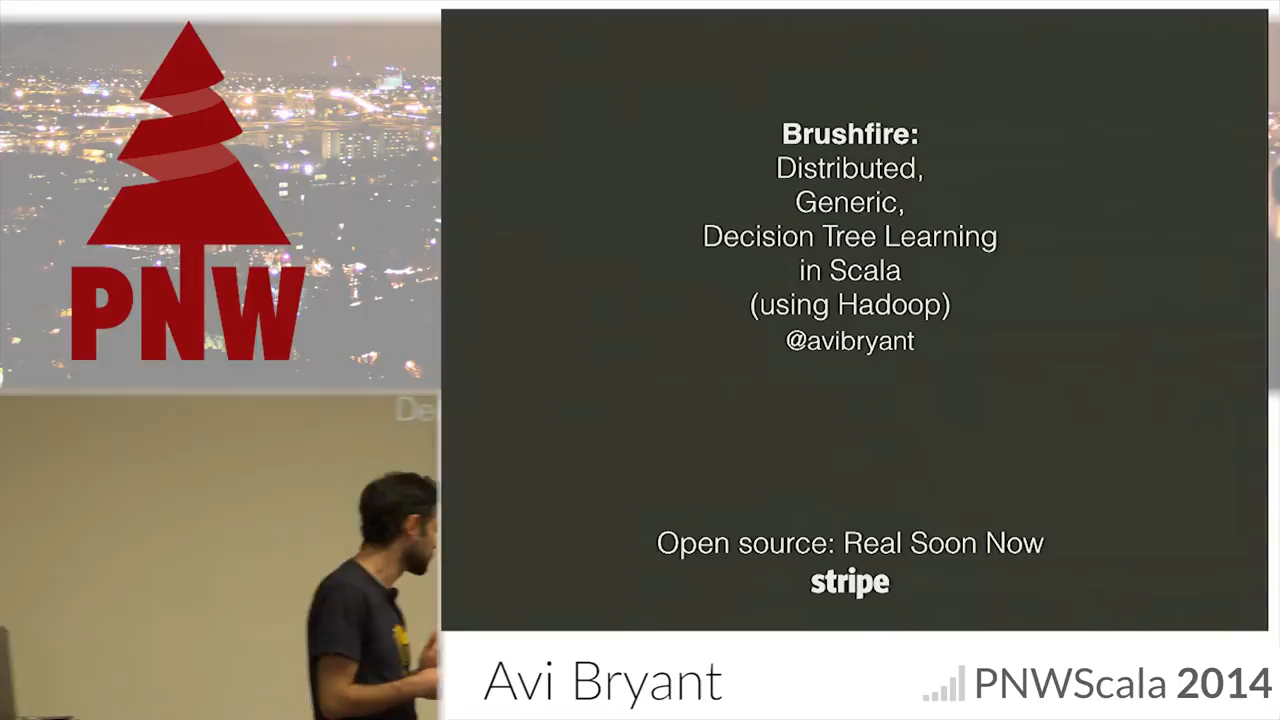 PNW
Brushfire:
Distributed,
Generic,
Decision Tree Learning
in Scala
(using Hadoop)
@avibryant
Open source: Real Soon Now
stripe
De
Avi Bryant
PNWScala 2014